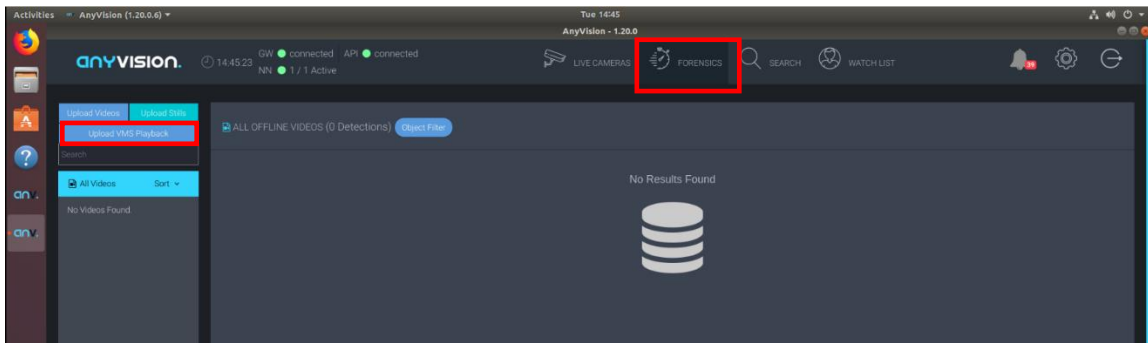 Activities AnyVision (1.20.0.6) Tue 14:45
AnyVision - 1.20.0
anyvision. 14:45:23 GW connected API connected LIVE CAMERAS FORENSICS SEARCH WATCH LIST
NN 1 / 1 Active
Upload Videos Upload Stills
ALL OFFLINE VIDEOS (0 Detections) Object Filter
Upload VMS Playback
Search
No Results Found
All Videos Sort
No Videos Found
any.
any.